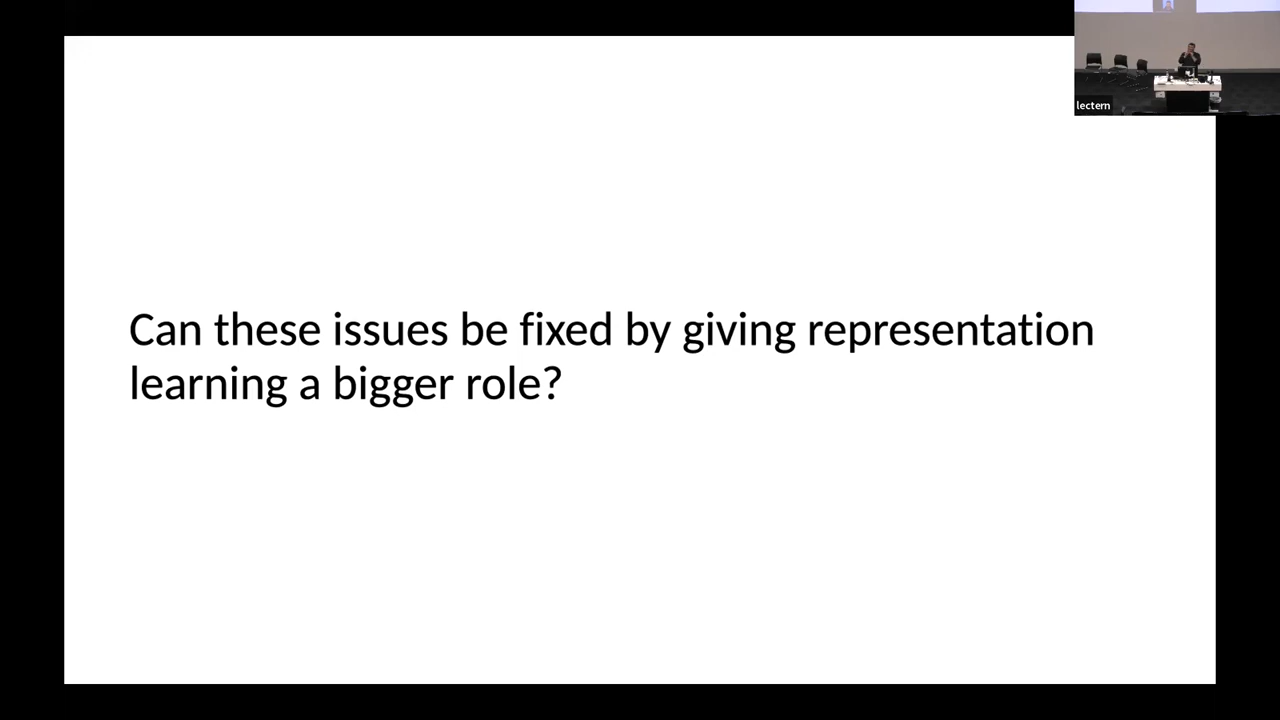 lectern
Can these issues be fixed by giving representation
learning a bigger role?